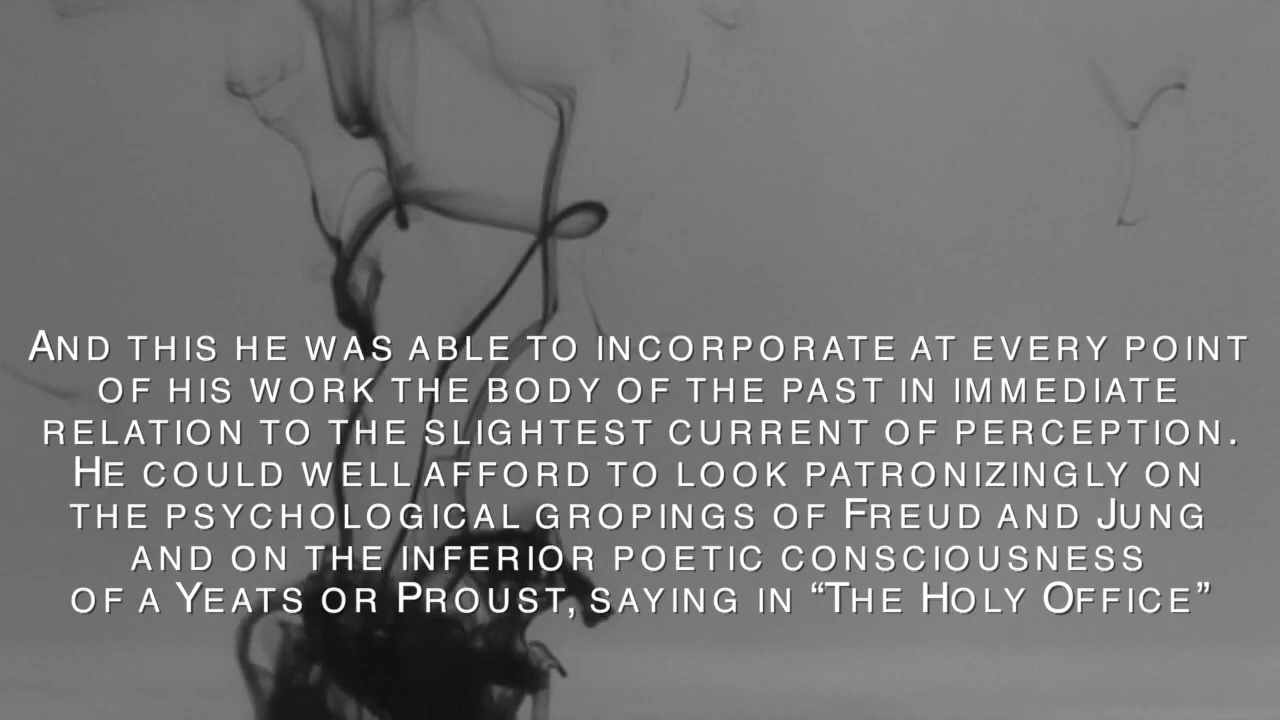 And this he was able to incorporate at every point
of his work the body of the past in immediate
relation to the slightest current of perception.
He could well afford to look patronizingly on
the psychological gropings of Freud and Jung
and on the inferior poetic consciousness
of a Yeats or Proust, saying in “The Holy Office”